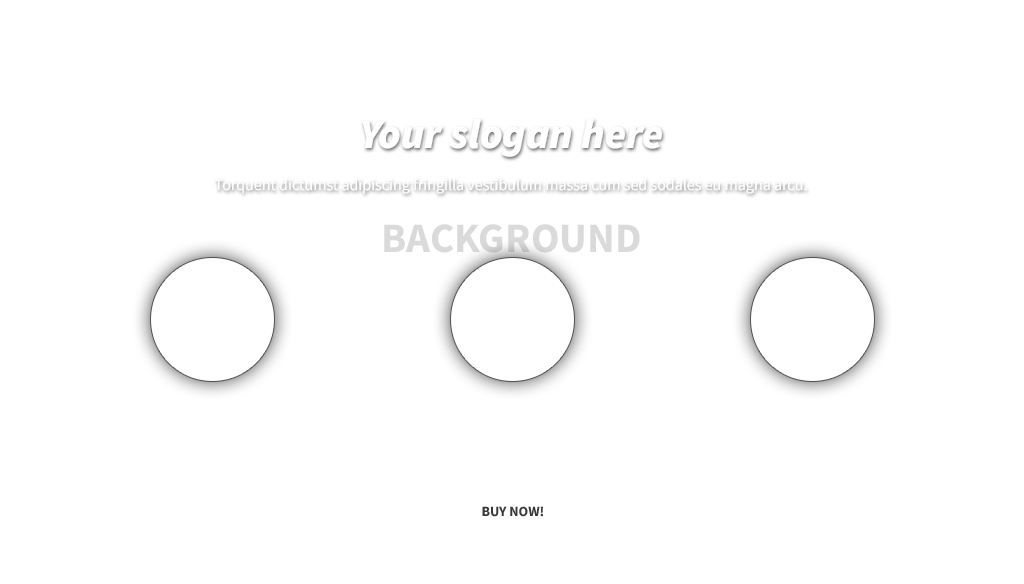 Your slogan here
Torquent dictumst adipiscing fringilla vestibulum massa cum sed sodales eu magna arcu.
BACKGROUND
BUY NOW!